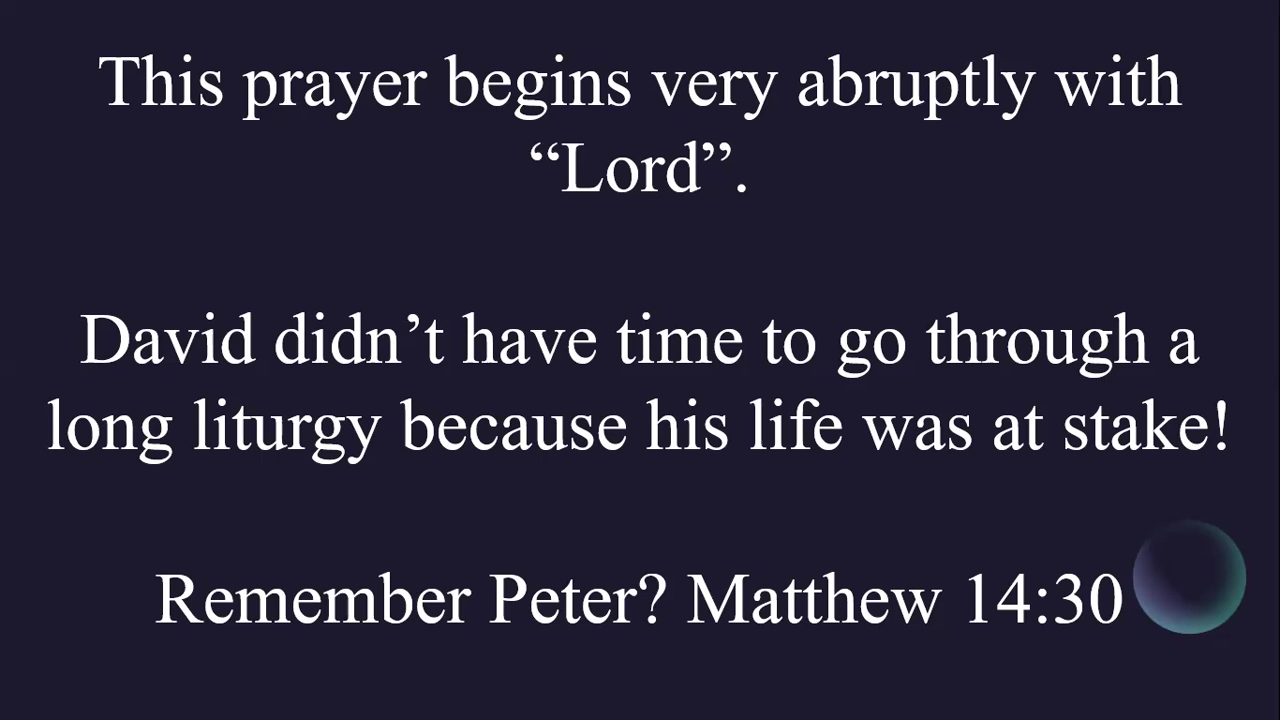 This prayer begins very abruptly with
“Lord”.
David didn’t have time to go through a
long liturgy because his life was at stake!
Remember Peter? Matthew 14:30